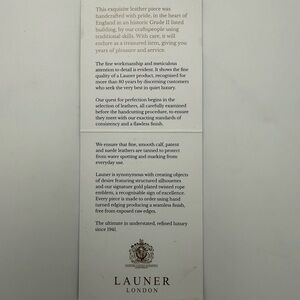 This exquisite leather piece was
handcrafted with pride, in the heart of
England in an historic Grade II listed
building, by our craftspeople using
traditional skills. With care, it will
endure as a treasured item, giving you
years of pleasure and service.
The fine workmanship and meticulous
attention to detail is evident. It shows the fine
quality of a Launer product, recognised for
more than 80 years by discerning customers
who seek the very best in quiet luxury.
Our quest for perfection begins in the
selection of leathers, all carefully examined
before the handcutting procedure, to ensure
they meet with our exacting standards of
consistency and a flawless finish.
We ensure that fine, smooth calf, patent
and suede leathers are tanned to protect
from water spotting and marking from
everyday use.
Launer is synonymous with creating objects
of desire featuring structured silhouettes
and our signature gold plated twisted rope
emblem, a recognisable sign of excellence.
Every piece is made to order using hand
turned edging producing a seamless finish,
free from exposed raw edges.
The ultimate in understated, refined luxury
since 1941.
LAUNER
LONDON